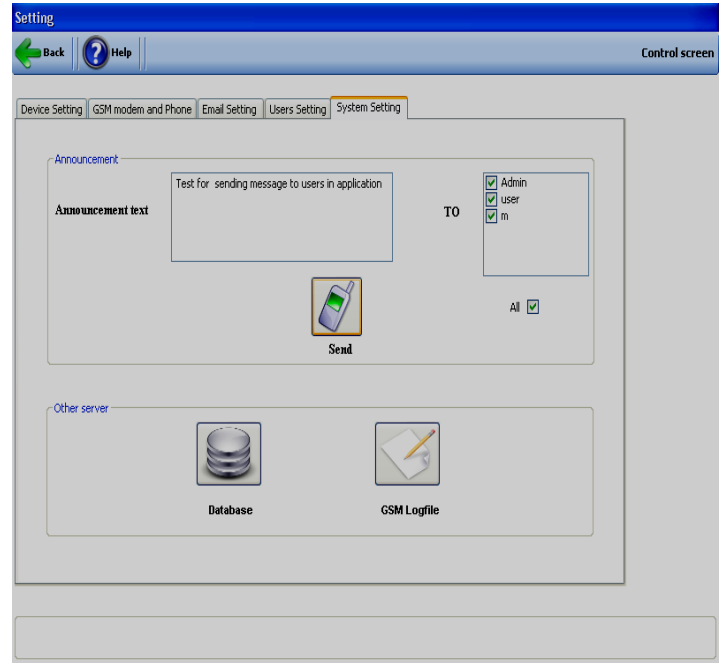 Setting
Back Help Control screen
Device Setting GSM modem and Phone Email Setting Users Setting System Setting
Announcement
Announcement text
Test for sending message to users in application
TO
Admin
user
m
All
Send
Other server
Database GSM Logfile